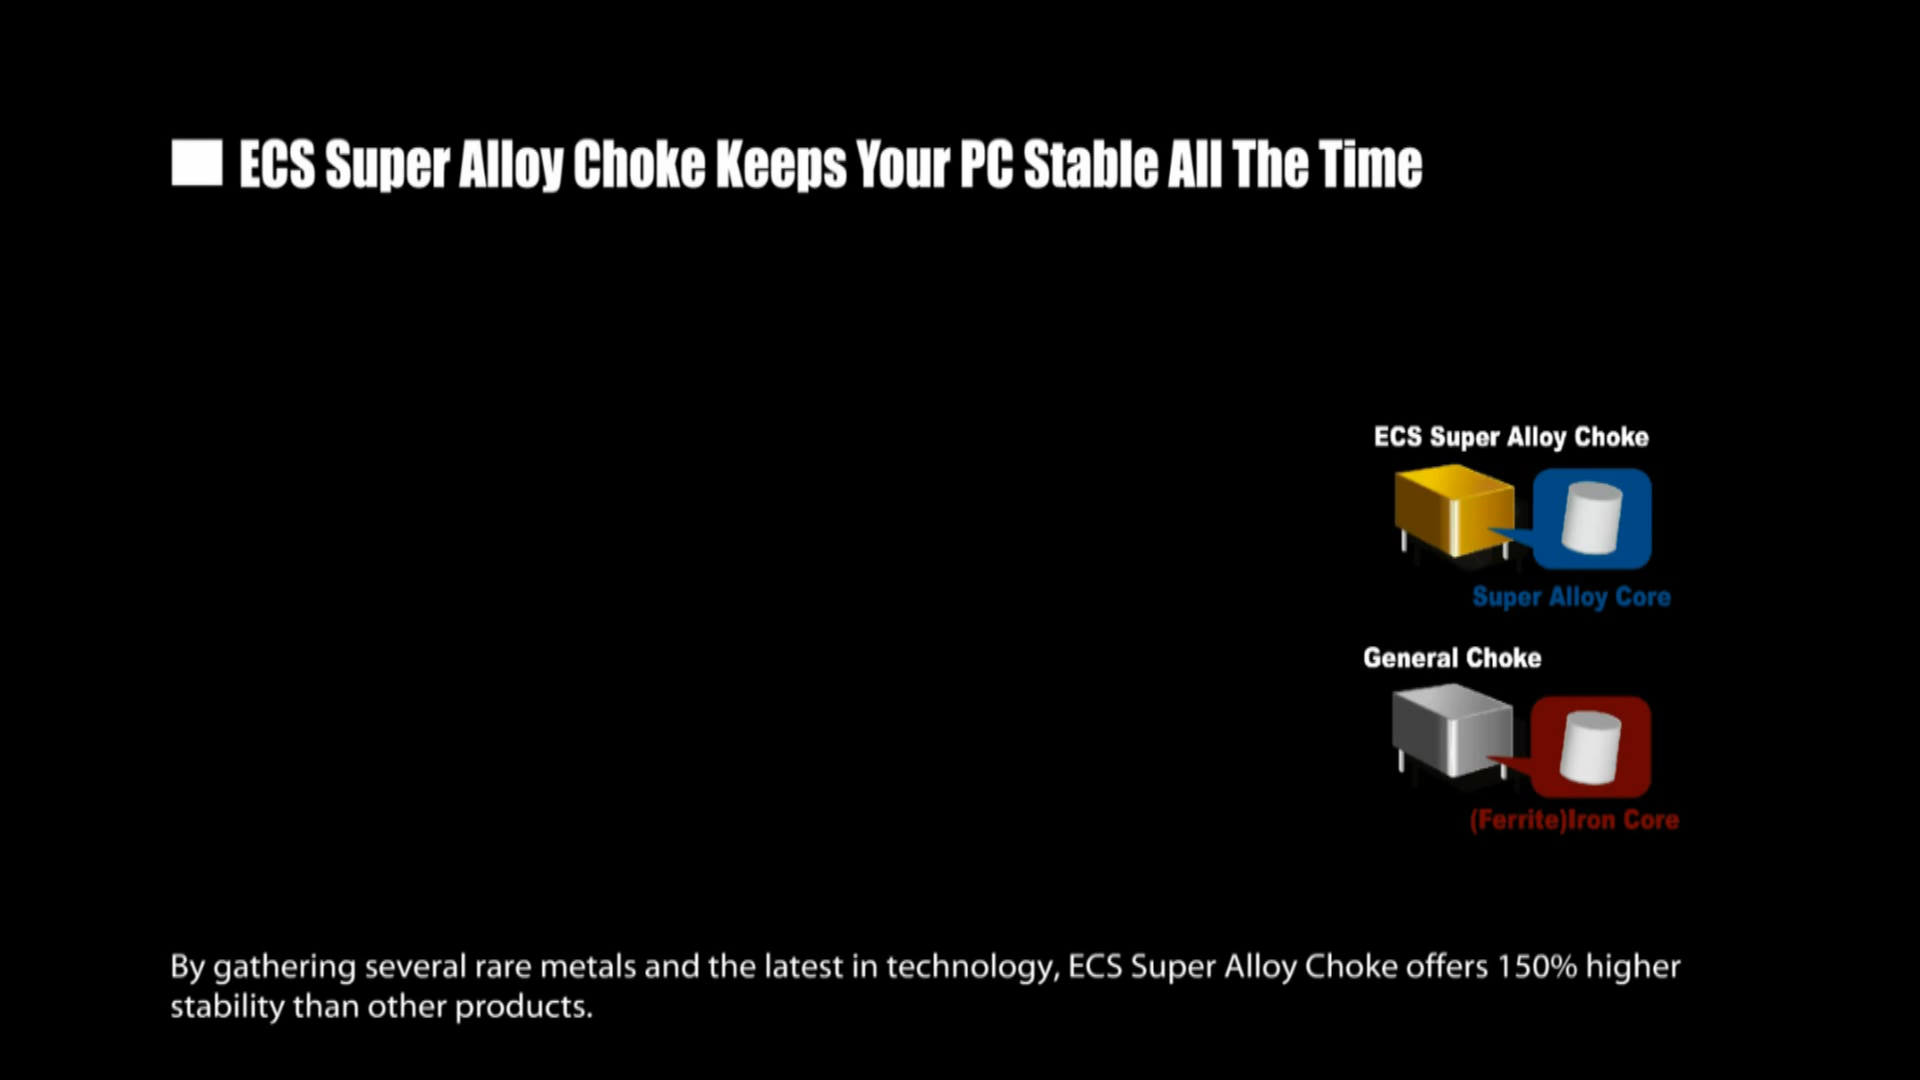 ECS Super Alloy Choke Keeps Your PC Stable All The Time
ECS Super Alloy Choke
Super Alloy Core
General Choke
(Ferrite)Iron Core
By gathering several rare metals and the latest in technology, ECS Super Alloy Choke offers 150% higher
stability than other products.